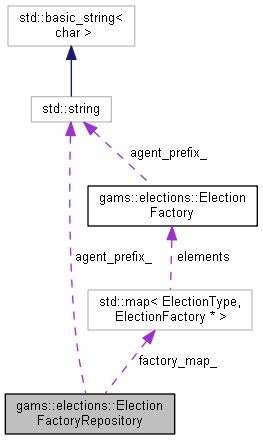 std::basic_string<
char >
std::string
agent_prefix_
gams::elections::Election
Factory
agent_prefix_
elements
std::map< ElectionType,
ElectionFactory * >
factory_map_
gams::elections::Election
FactoryRepository